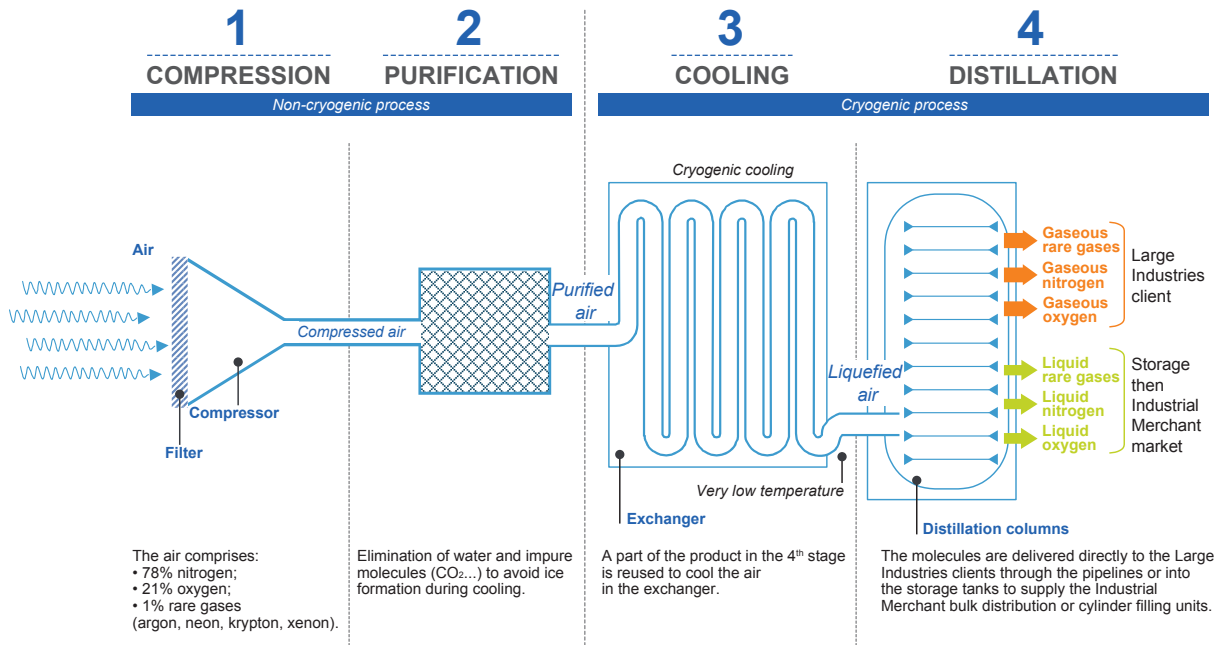 1
COMPRESSION
2
PURIFICATION
3
COOLING
4
DISTILLATION
Non-cryogenic process
Cryogenic process
Air
Filter
Compressor
Compressed air
Purified
air
Cryogenic cooling
Exchanger
Very low temperature
Liquefied
air
Distillation columns
Gaseous
rare gases
Gaseous
nitrogen
Gaseous
oxygen
Large
Industries
client
Liquid
rare gases
Liquid
nitrogen
Liquid
oxygen
Storage
then
Industrial
Merchant
market
The air comprises:
• 78% nitrogen;
• 21% oxygen;
• 1% rare gases
(argon, neon, krypton, xenon).
Elimination of water and impure
molecules (CO₂...) to avoid ice
formation during cooling.
A part of the product in the 4th stage
is reused to cool the air
in the exchanger.
The molecules are delivered directly to the Large
Industries clients through the pipelines or into
the storage tanks to supply the Industrial
Merchant bulk distribution or cylinder filling units.